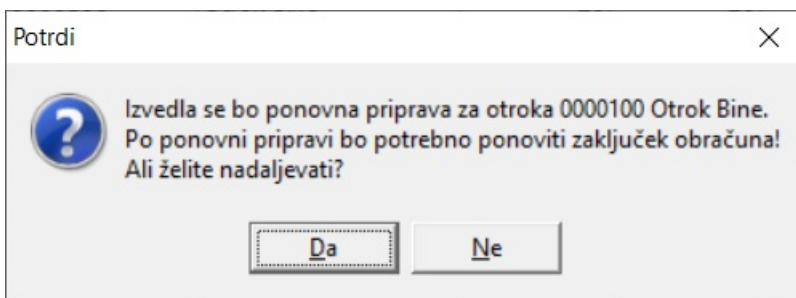 Potrdi
Izvedla se bo ponovna priprava za otroka 0000100 Otrok Bine.
Po ponovni pripravi bo potrebno ponoviti zaključek obračuna!
Ali želite nadaljevati?
Da Ne